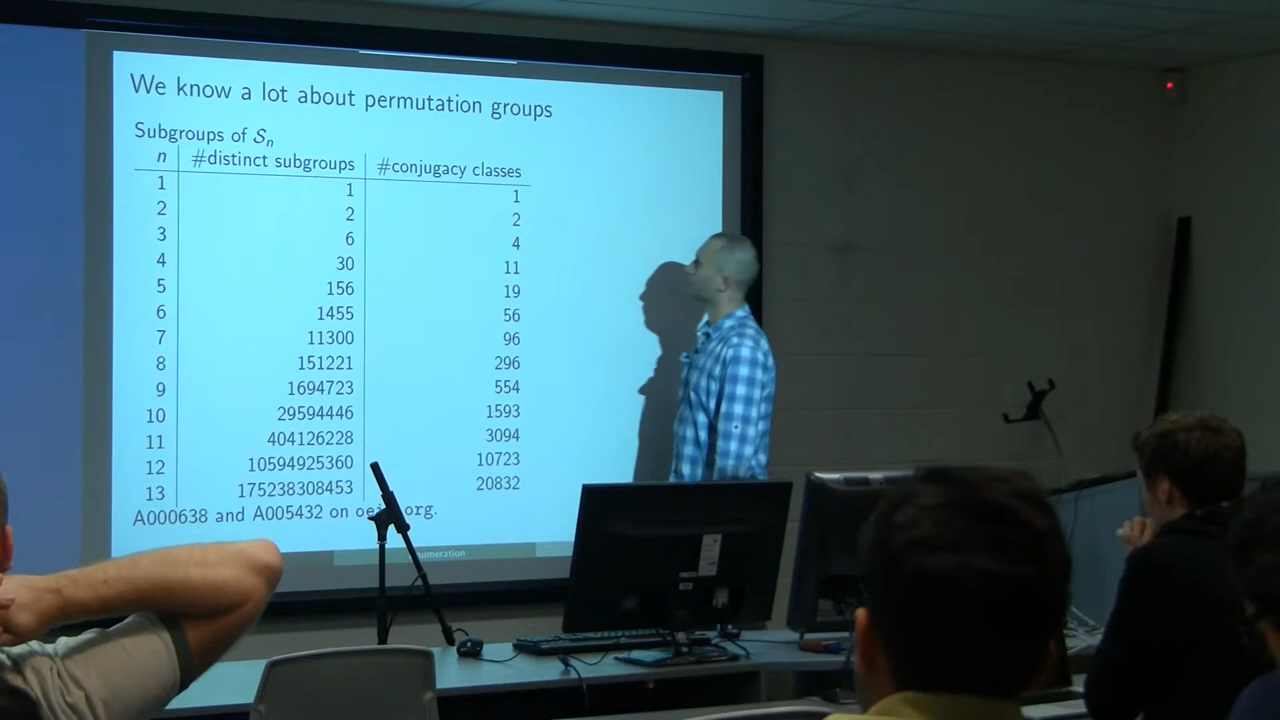 We know a lot about permutation groups
Subgroups of Sn
n #distinct subgroups #conjugacy classes
1 1 1
2 2 2
3 6 4
4 30 11
5 156 19
6 1455 56
7 11300 96
8 151221 296
9 1694723 554
10 29594446 1593
11 404126228 3094
12 10594925360 10723
13 175238308453 20832
A000638 and A005432 on org.